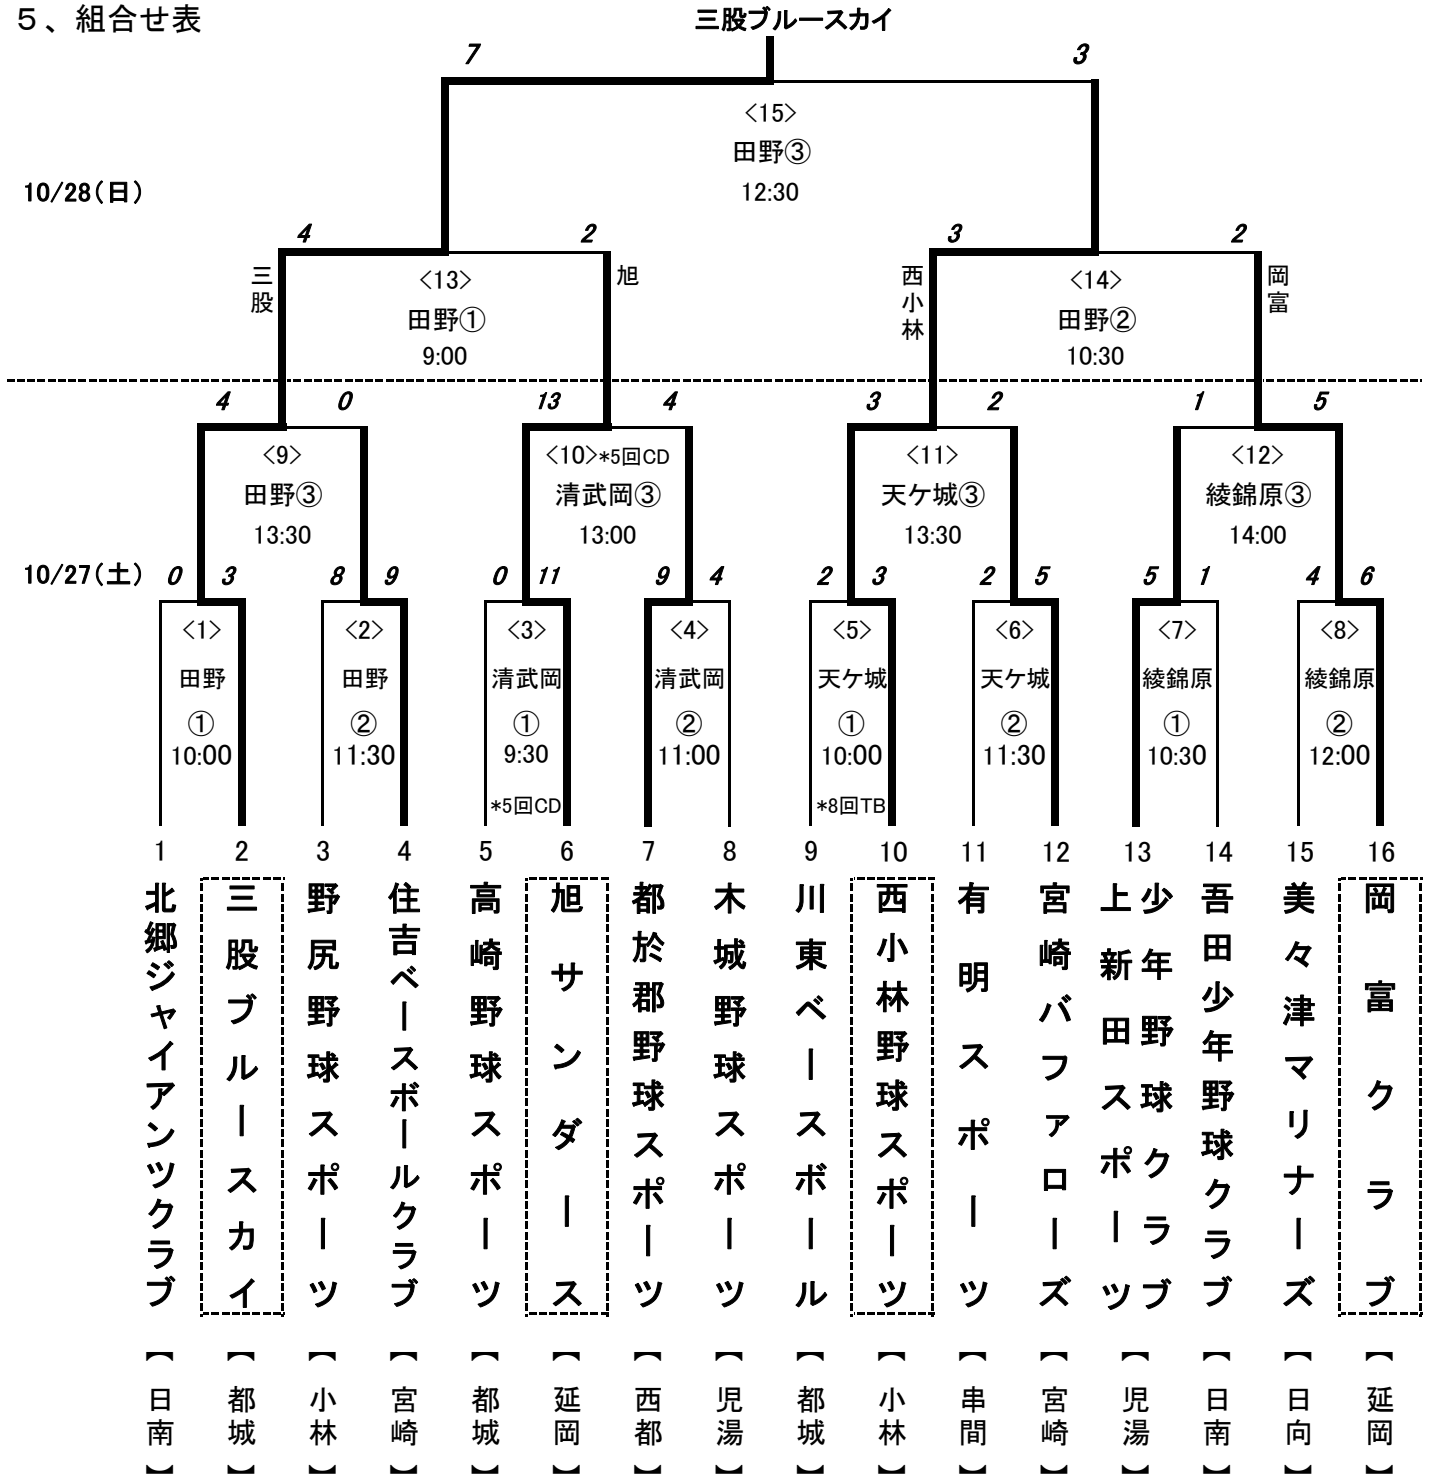 ５、組合せ表
三股ブルースカイ
7
3
<15>
田野③
12:30
10/28(日)
4
2
3
2
三股
旭
西小林
岡富
<13>
田野①
9:00
<14>
田野②
10:30
4
0
13
4
3
2
1
5
<9>
田野③
13:30
<10>*5回CD
清武岡③
13:00
<11>
天ケ城③
13:30
<12>
綾錦原③
14:00
10/27(土)
0
3
8
9
0
11
9
4
2
3
2
5
5
1
4
6
<1>
田野
①
10:00
<2>
田野
②
11:30
<3>
清武岡
①
9:30
*5回CD
<4>
清武岡
②
11:00
<5>
天ケ城
①
10:00
*8回TB
<6>
天ケ城
②
11:30
<7>
綾錦原
①
10:30
<8>
綾錦原
②
12:00
1
北郷ジャイアンツクラブ
【日南】
2
三股ブルースカイ
【都城】
3
野尻野球スポーツ
【小林】
4
住吉ベースボールクラブ
【宮崎】
5
高崎野球スポーツ
【都城】
6
旭サンダース
【延岡】
7
都於郡野球スポーツ
【西都】
8
木城野球スポーツ
【児湯】
9
川東ベースボール
【都城】
10
西小林野球スポーツ
【小林】
11
有明スポーツ
【串間】
12
宮崎バファローズ
【宮崎】
13
上新田スポーツ
少年野球クラブ
【児湯】
14
吾田少年野球クラブ
【日南】
15
美々津マリナーズ
【日向】
16
岡富クラブ
【延岡】